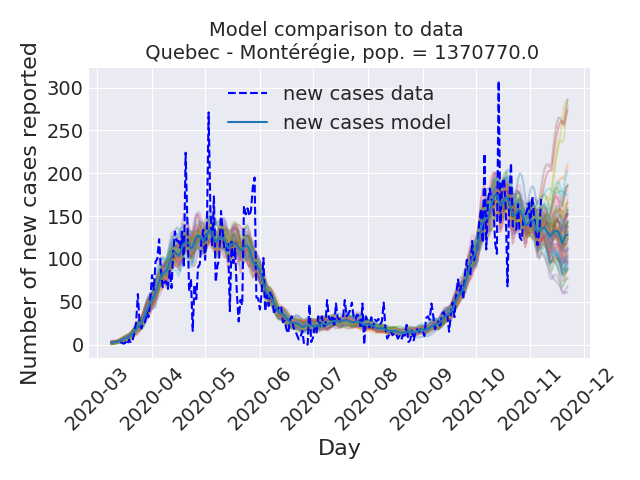 Model comparison to data
Quebec - Montérégie, pop. = 1370770.0
Number of new cases reported
300
250
200
150
100
50
0
new cases data
new cases model
2020-03
2020-04
2020-05
2020-06
2020-07
2020-08
2020-09
2020-10
2020-11
2020-12
Day